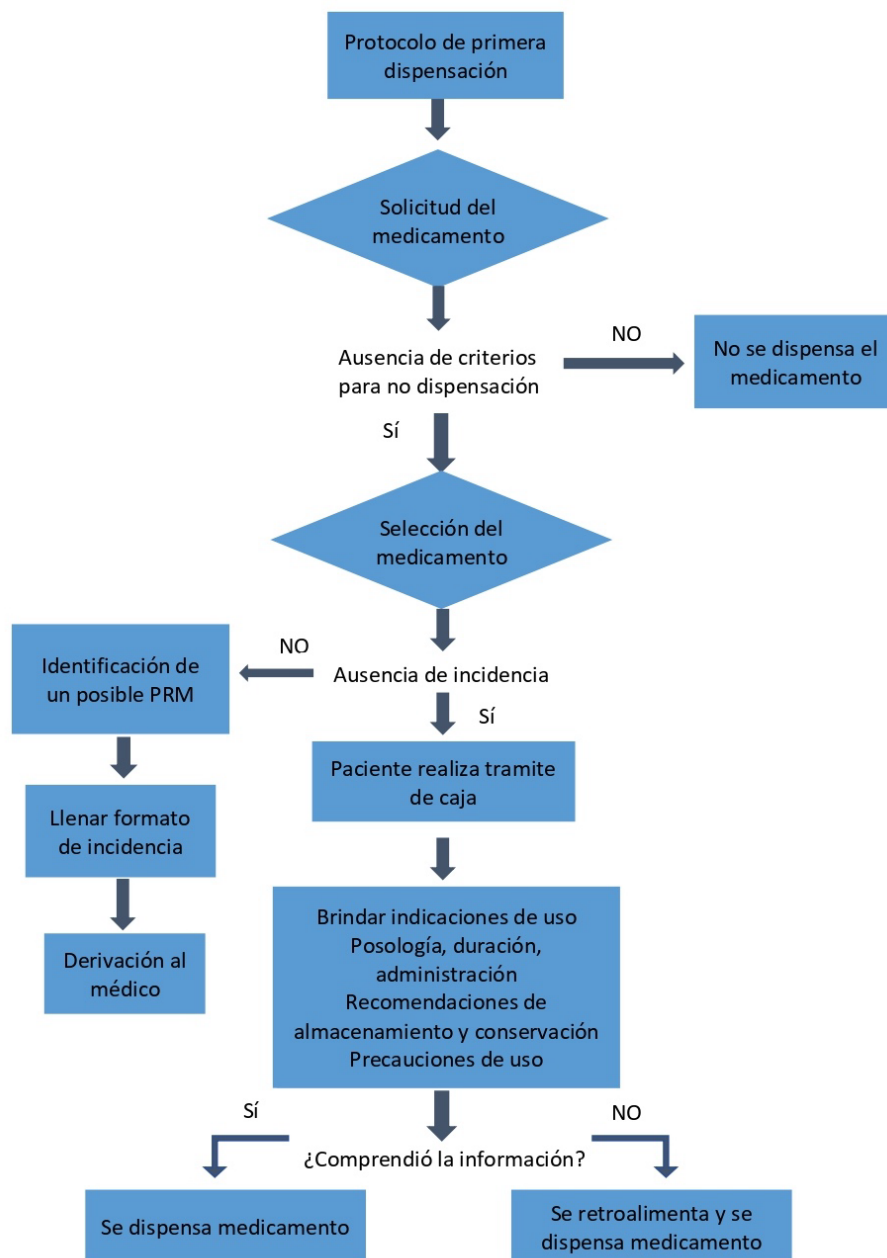 Protocolo de primera
dispensación
Solicitud del
medicamento
Ausencia de criterios
para no dispensación
NO
No se dispensa el
medicamento
Sí
Selección del
medicamento
Ausencia de incidencia
NO
Identificación de
un posible PRM
Llenar formato
de incidencia
Derivación al
médico
Sí
Paciente realiza tramite
de caja
Brindar indicaciones de uso
Posología, duración,
administración
Recomendaciones de
almacenamiento y conservación
Precauciones de uso
¿Comprendió la información?
Sí
Se dispensa medicamento
NO
Se retroalimenta y se
dispensa medicamento